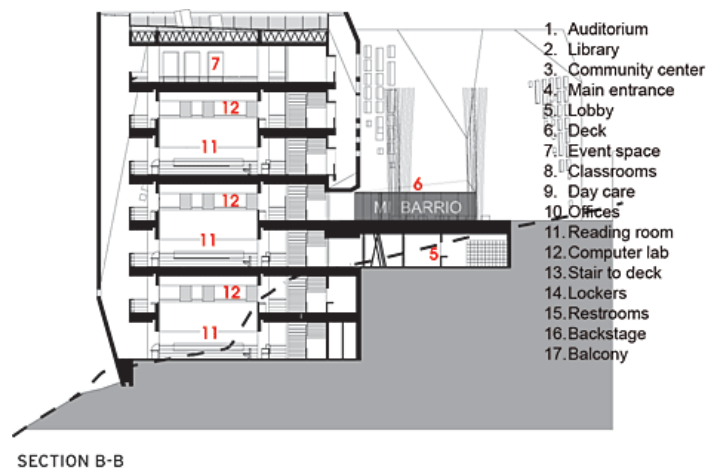 1. Auditorium
2. Library
3. Community center
4. Main entrance
5. Lobby
6. Deck
7. Event space
8. Classrooms
9. Day care
10. Offices
11. Reading room
12. Computer lab
13. Stair to deck
14. Lockers
15. Restrooms
16. Backstage
17. Balcony
7
12
11
12
11
12
11
6
MI BARRIO
5
SECTION B-B